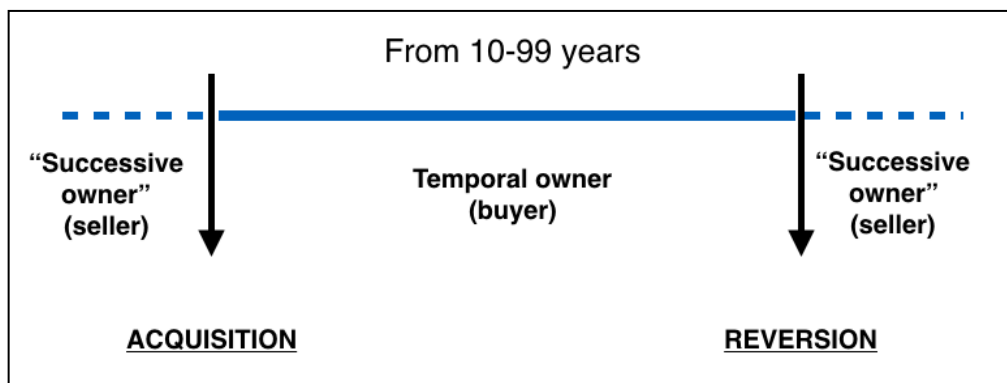 From 10-99 years
“Successive
owner”
(seller)
Temporal owner
(buyer)
“Successive
owner”
(seller)
ACQUISITION
REVERSION